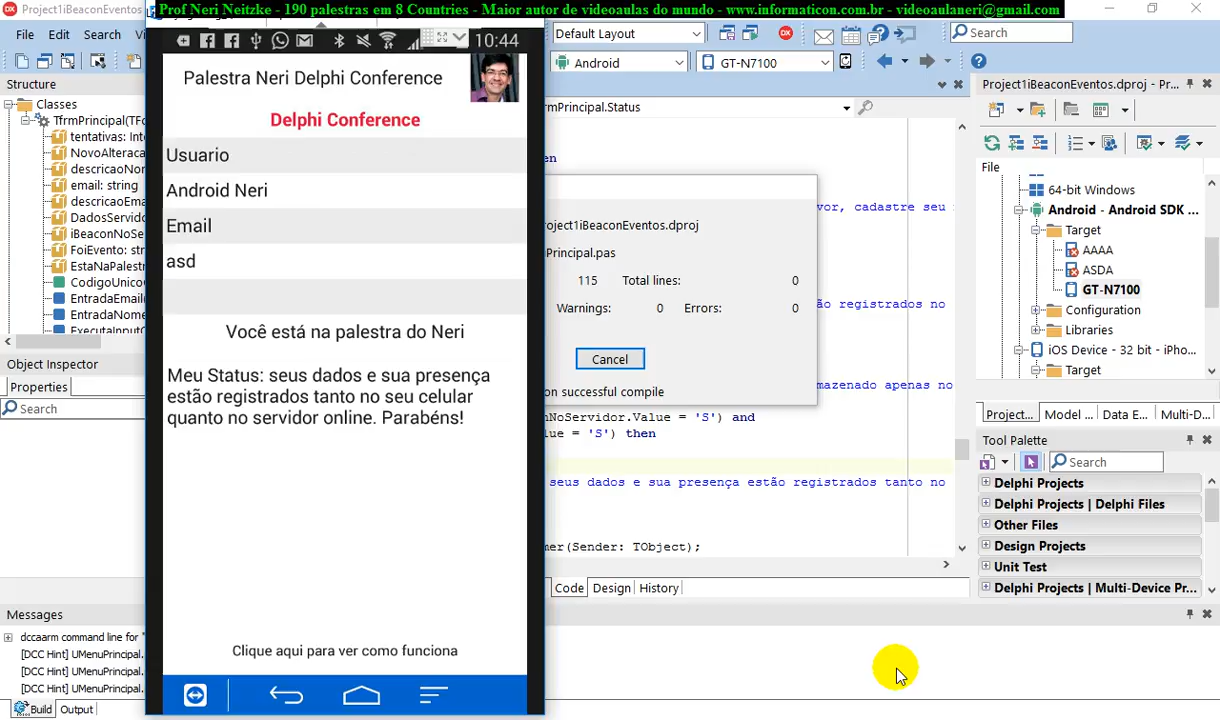 Project1iBeaconEventos
Prof Neri Neitzke - 190 palestras em 8 Countries - Maior autor de videoaulas do mundo - www.informaticon.com.br - videoaulaneri@gmail.com
File Edit Search
Default Layout
Search
Android
GT-N7100
Structure
Classes
TfrmPrincipal(TFo
tentativas: Int
NovoAlteraca
descricaoNor
email: string
descricaoEma
DadosServido
iBeaconNoSe
FoiEvento: str
EstaNaPalest
CodigoUnico
EntradaEmail
EntradaNome
ExecutaInputQ
Object Inspector
Properties
Search
10:44
Palestra Neri Delphi Conference
Delphi Conference
Usuario
Android Neri
Email
asd
Você está na palestra do Neri
Meu Status: seus dados e sua presença
estão registrados tanto no seu celular
quanto no servidor online. Parabéns!
Clique aqui para ver como funciona
mPrincipal.Status
en
vor, cadastre seu
oject1iBeaconEventos.dproj
Principal.pas
115 Total lines: 0
Warnings: 0 Errors: 0
ão registrados no
Cancel
on successful compile
mazenado apenas no
nNoServidor.Value = 'S') and
ue = 'S') then
seus dados e sua presença estão registrados tanto no
mer(Sender: TObject);
Code Design History
Project1iBeaconEventos.dproj - Pr...
File
64-bit Windows
Android - Android SDK ...
Target
AAAA
ASDA
GT-N7100
Configuration
Libraries
iOS Device - 32 bit - iPho...
Target
Project... Model ... Data E... Multi-D...
Tool Palette
Search
Delphi Projects
Delphi Projects | Delphi Files
Other Files
Design Projects
Unit Test
Delphi Projects | Multi-Device Pr...
Messages
dccaarm command line for "
[DCC Hint] UMenuPrincipal.
[DCC Hint] UMenuPrincipal.
[DCC Hint] UMenuPrincipal.
Build Output